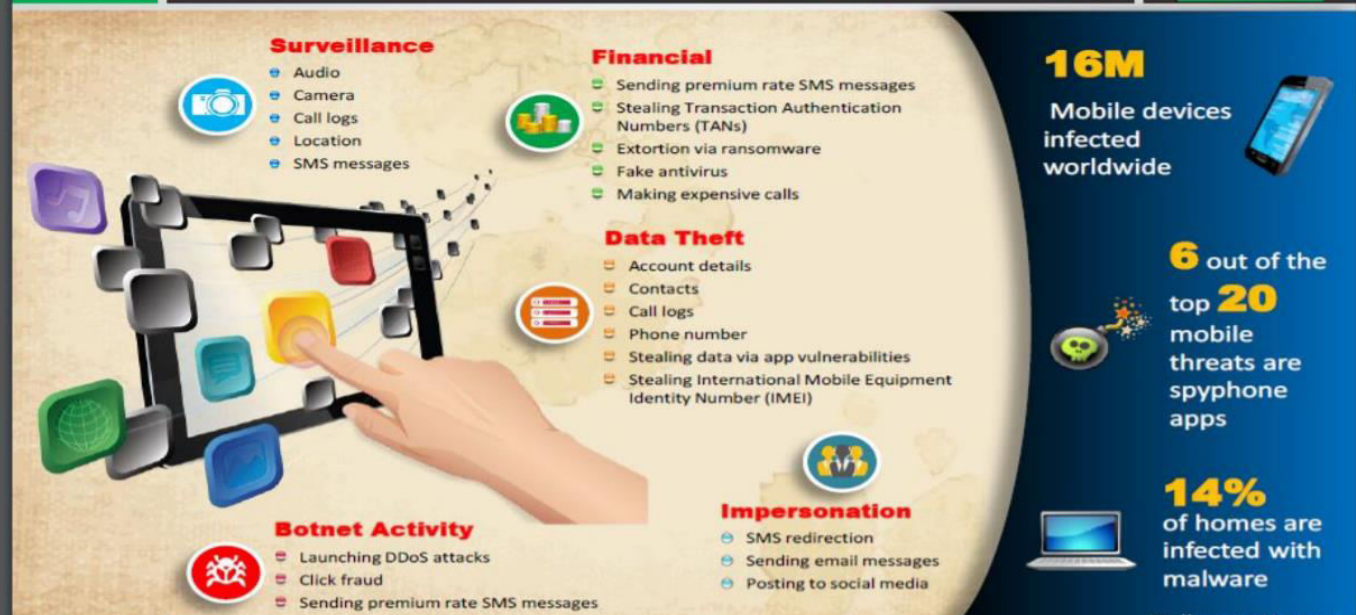 Surveillance
Audio
Camera
Call logs
Location
SMS messages
Financial
Sending premium rate SMS messages
Stealing Transaction Authentication
Numbers (TANs)
Extortion via ransomware
Fake antivirus
Making expensive calls
Data Theft
Account details
Contacts
Call logs
Phone number
Stealing data via app vulnerabilities
Stealing International Mobile Equipment
Identity Number (IMEI)
Botnet Activity
Launching DDoS attacks
Click fraud
Sending premium rate SMS messages
Impersonation
SMS redirection
Sending email messages
Posting to social media
16M
Mobile devices
infected
worldwide
6 out of the
top 20
mobile
threats are
spyphone
apps
14%
of homes are
infected with
malware